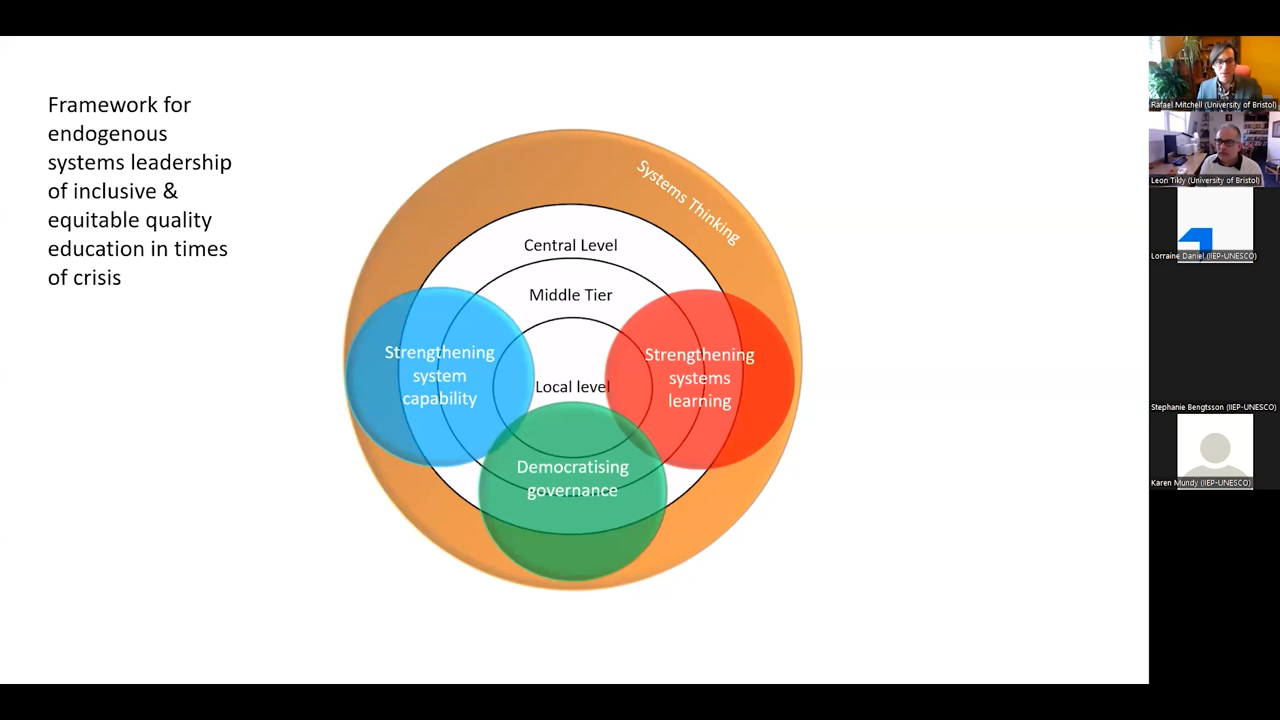 Framework for
endogenous
systems leadership
of inclusive &
equitable quality
education in times
of crisis
Systems Thinking
Central Level
Middle Tier
Strengthening
system
capability
Strengthening
systems
learning
Local level
Democratising
governance
Rafael Mitchell (University of Bristol)
Leon Tikly (University of Bristol)
Lorraine Daniel (IIEP-UNESCO)
Stephanie Bengtsson (IIEP-UNESCO)
Karen Mundy (IIEP-UNESCO)